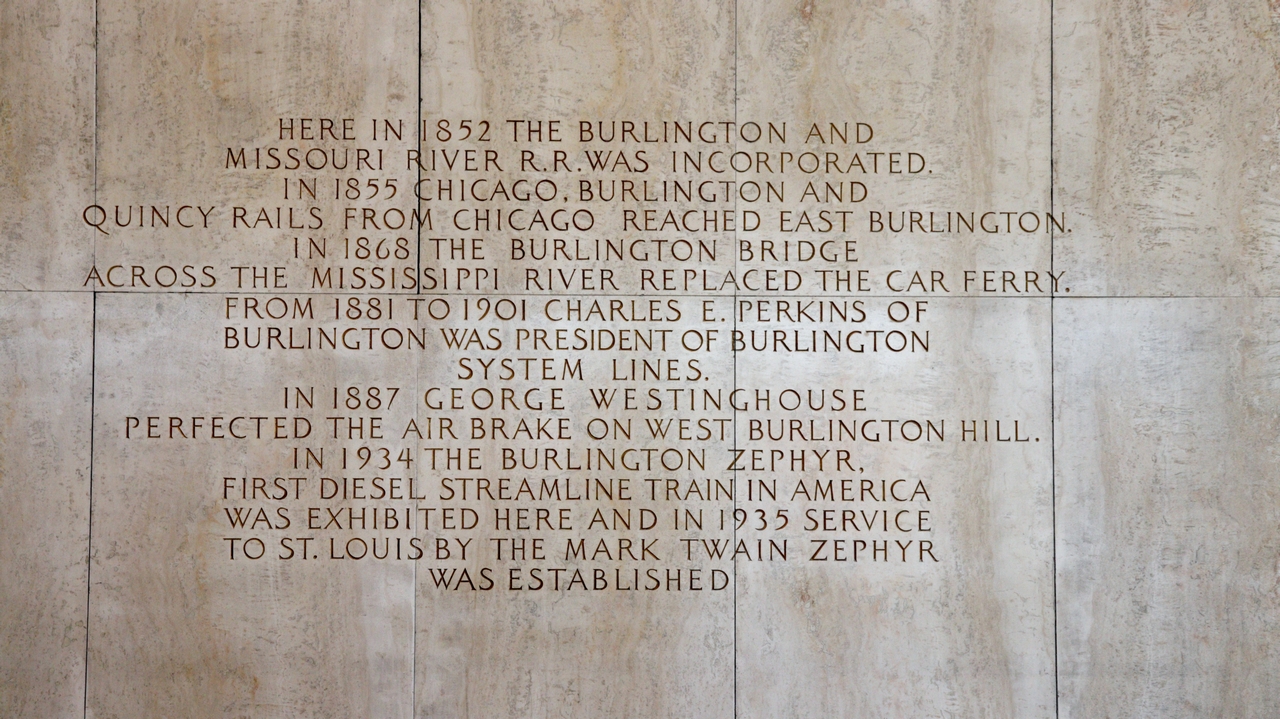 HERE IN 1852 THE BURLINGTON AND
MISSOURI RIVER R.R.WAS INCORPORATED.
IN 1855 CHICAGO, BURLINGTON AND
QUINCY RAILS FROM CHICAGO REACHED EAST BURLINGTON.
IN 1868 THE BURLINGTON BRIDGE
ACROSS THE MISSISSIPPI RIVER REPLACED THE CAR FERRY.
FROM 1881 TO 1901 CHARLES E. PERKINS OF
BURLINGTON WAS PRESIDENT OF BURLINGTON
SYSTEM LINES.
IN 1887 GEORGE WESTINGHOUSE
PERFECTED THE AIR BRAKE ON WEST BURLINGTON HILL.
IN 1934 THE BURLINGTON ZEPHYR,
FIRST DIESEL STREAMLINE TRAIN IN AMERICA
WAS EXHIBITED HERE AND IN 1935 SERVICE
TO ST. LOUIS BY THE MARK TWAIN ZEPHYR
WAS ESTABLISHED